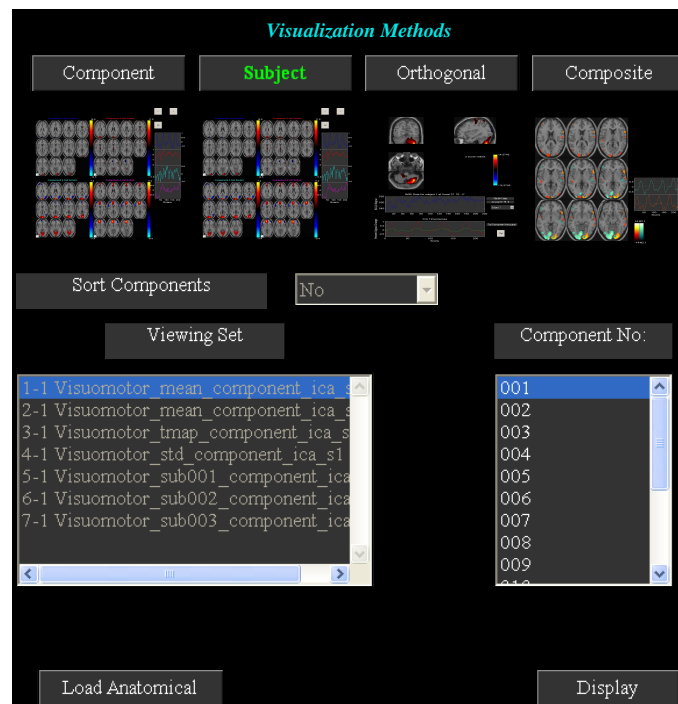 Visualization Methods
Component Subject Orthogonal Composite
Sort Components No
Viewing Set Component No:
1-1 Visuomotor_mean_component_ica_s
2-1 Visuomotor_mean_component_ica_s
3-1 Visuomotor_tmap_component_ica_s
4-1 Visuomotor_std_component_ica_s1
5-1 Visuomotor_sub001_component_ica
6-1 Visuomotor_sub002_component_ica
7-1 Visuomotor_sub003_component_ica
001
002
003
004
005
006
007
008
009
Load Anatomical Display